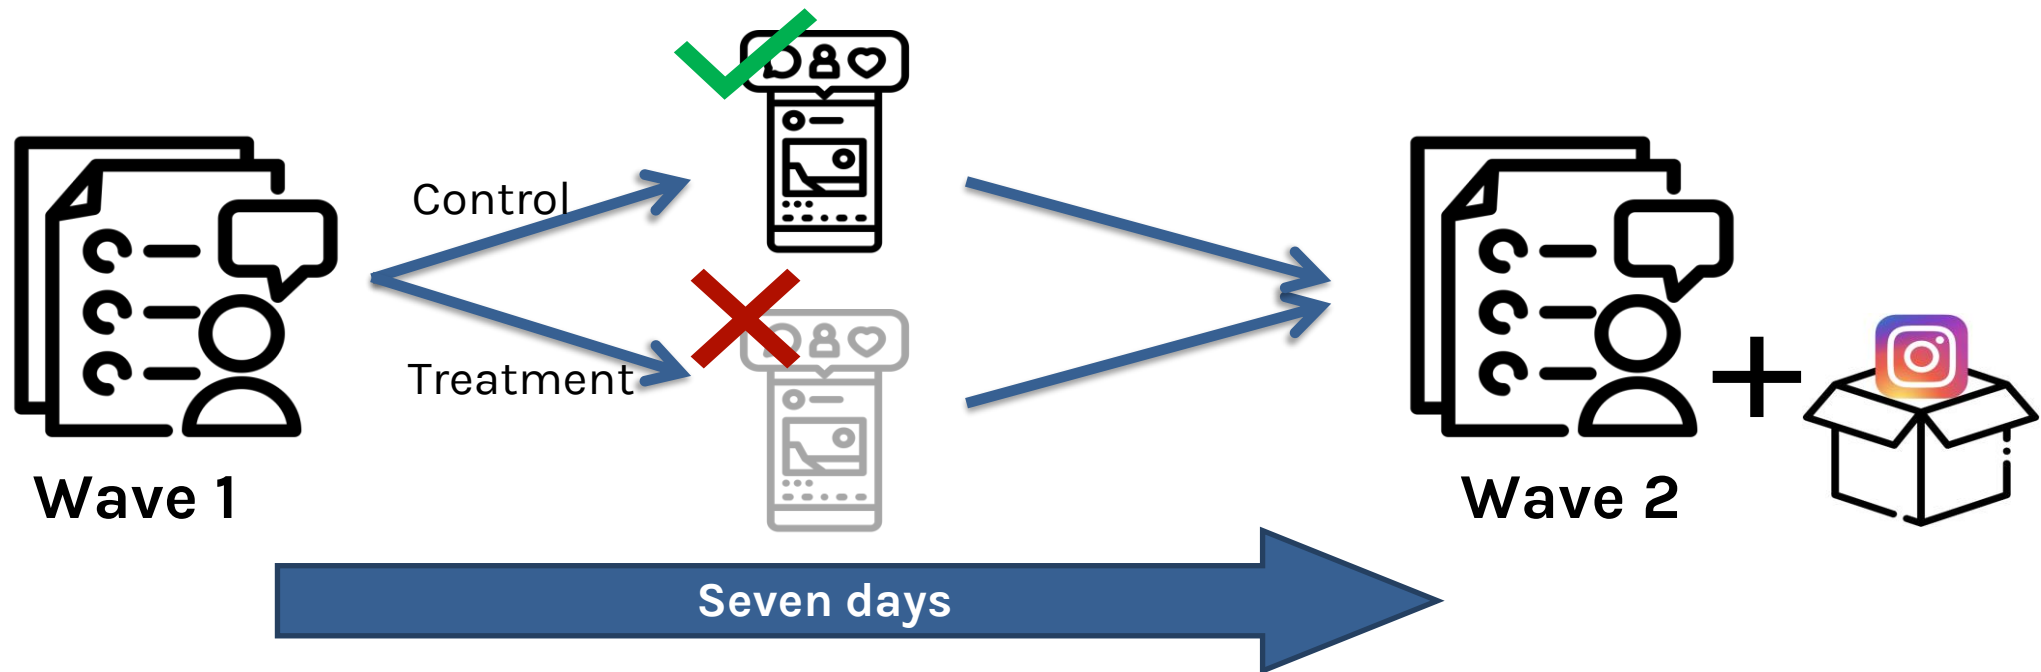 Control
Treatment
Wave 1
Wave 2
Seven days